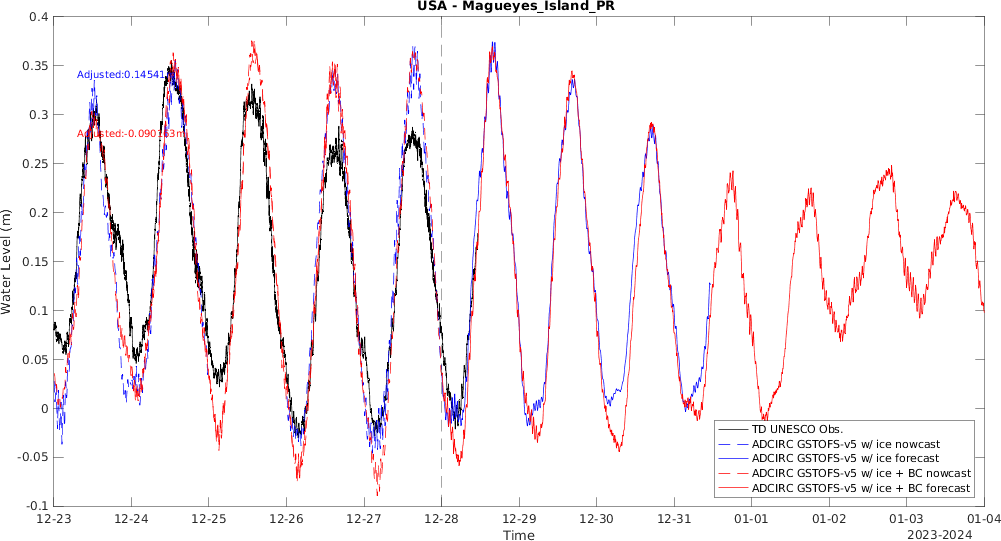 USA - Magueyes_Island_PR
0.4
0.35
0.3
0.25
0.2
0.15
0.1
0.05
0
-0.05
-0.1
Water Level (m)
Adjusted:0.14541
Adjusted:-0.090163m
TD UNESCO Obs.
ADCIRC GSTOFS-v5 w/ ice nowcast
ADCIRC GSTOFS-v5 w/ ice forecast
ADCIRC GSTOFS-v5 w/ ice + BC nowcast
ADCIRC GSTOFS-v5 w/ ice + BC forecast
12-23 12-24 12-25 12-26 12-27 12-28 12-29 12-30 12-31 01-01 01-02 01-03 01-04
Time
2023-2024